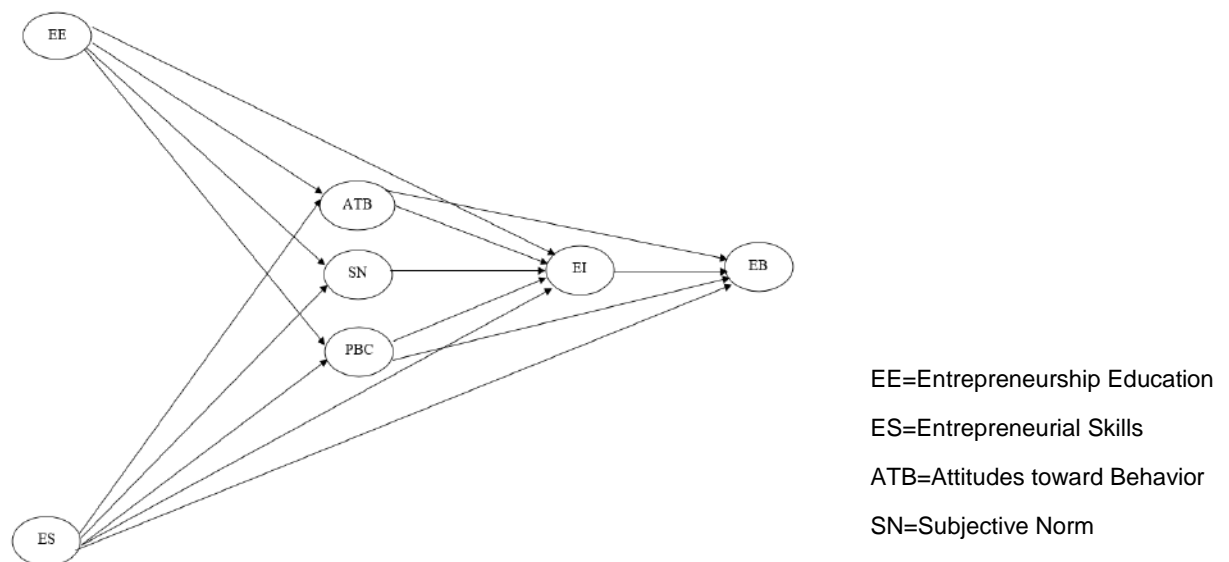 EE
ATB
SN
EI
EB
PBC
ES
EE=Entrepreneurship Education
ES=Entrepreneurial Skills
ATB=Attitudes toward Behavior
SN=Subjective Norm